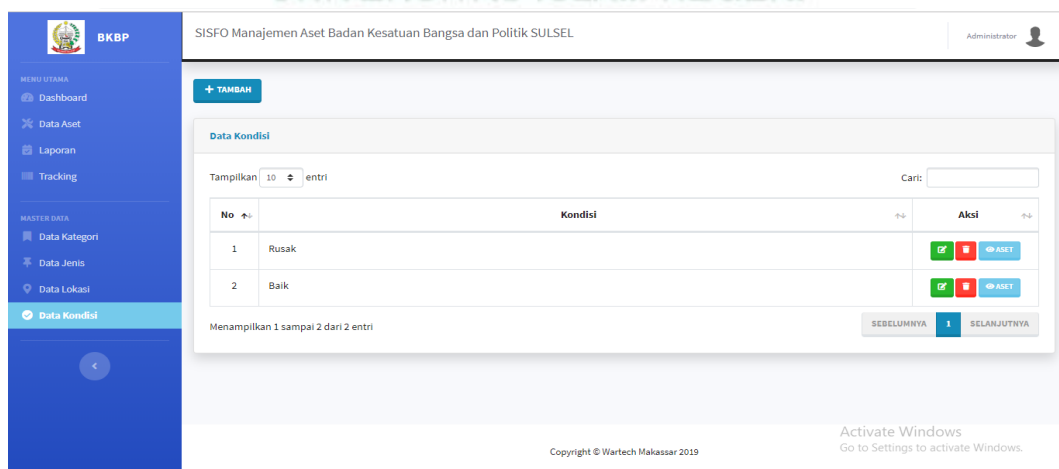 BKBP
SISFO Manajemen Aset Badan Kesatuan Bangsa dan Politik SULSEL
Administrator
MENU UTAMA
Dashboard
Data Aset
Laporan
Tracking
MASTER DATA
Data Kategori
Data Jenis
Data Lokasi
Data Kondisi
+ TAMBAH
Data Kondisi
Tampilkan 10 entri
Cari:
No Kondisi Aksi
1 Rusak ASET
2 Baik ASET
Menampilkan 1 sampai 2 dari 2 entri
SEBELUMNYA 1 SELANJUTNYA
Activate Windows
Go to Settings to activate Windows.
Copyright © Wartech Makassar 2019